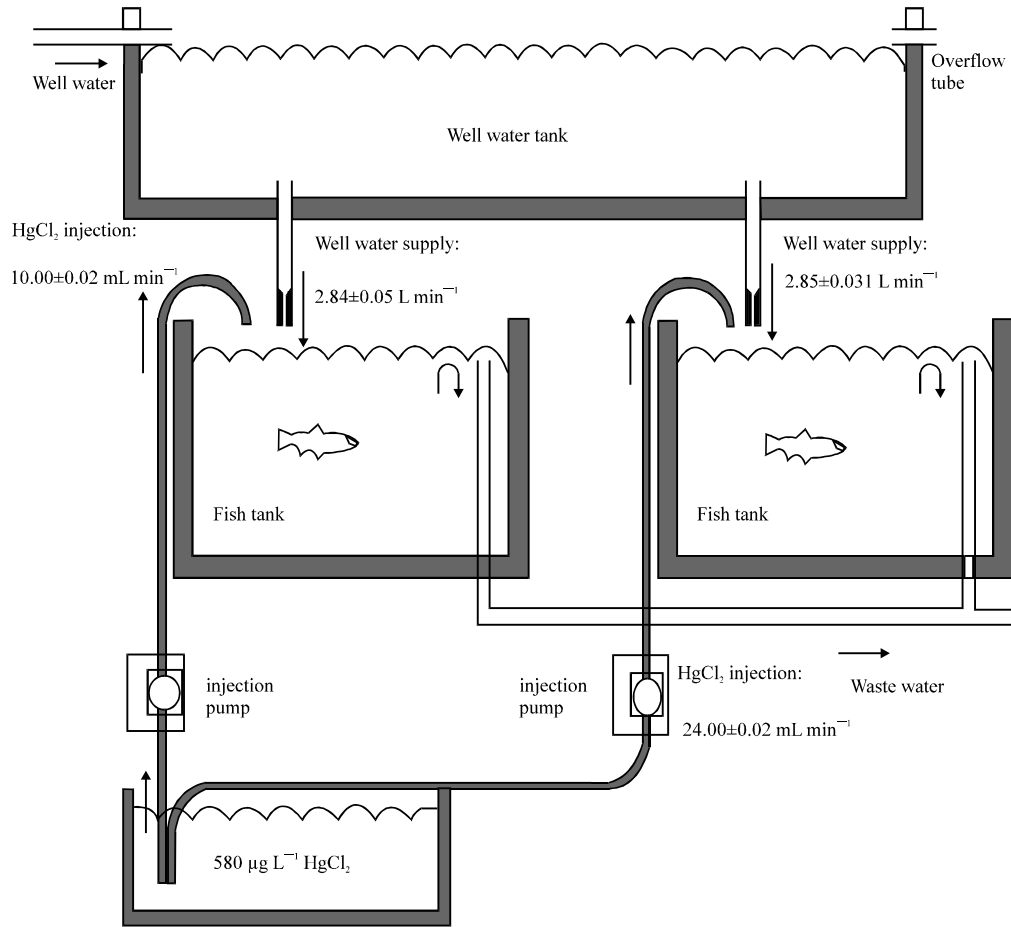 Well water
Overflow
tube
Well water tank
HgCl₂ injection:
10.00±0.02 mL min⁻¹
Well water supply:
2.84±0.05 L min⁻¹
Well water supply:
2.85±0.031 L min⁻¹
Fish tank
Fish tank
injection
pump
injection
pump
HgCl₂ injection:
24.00±0.02 mL min⁻¹
Waste water
580 µg L⁻¹ HgCl₂